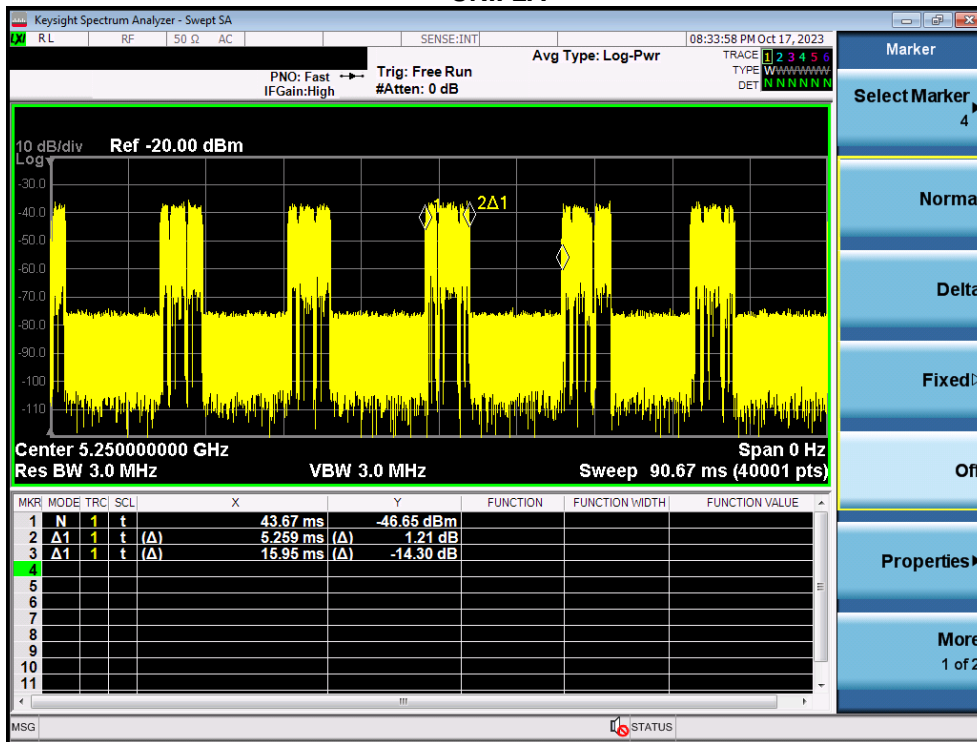 Keysight Spectrum Analyzer - Swept SA
LXI RL RF 50 Ω AC SENSE:INT 08:33:58 PM Oct 17, 2023
Avg Type: Log-Pwr TRACE 1 2 3 4 5 6
PNO: Fast Trig: Free Run TYPE WWWWWW
IFGain:High #Atten: 0 dB DET N N N N N N
10 dB/div Ref -20.00 dBm
Log
-30.0
-40.0
-50.0
-60.0
-70.0
-80.0
-90.0
-100
-110
1 2Δ1
Center 5.250000000 GHz Span 0 Hz
Res BW 3.0 MHz VBW 3.0 MHz Sweep 90.67 ms (40001 pts)
MKR MODE TRC SCL X Y FUNCTION FUNCTION WIDTH FUNCTION VALUE
1 N 1 t 43.67 ms -46.65 dBm
2 Δ1 1 t (Δ) 5.259 ms (Δ) 1.21 dB
3 Δ1 1 t (Δ) 15.95 ms (Δ) -14.30 dB
4
5
6
7
8
9
10
11
MSG STATUS
Marker
Select Marker
4
Norma
Delta
Fixed
Off
Properties
More
1 of 2